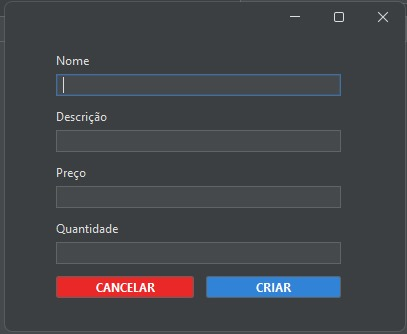 Nome
Descrição
Preço
Quantidade
CANCELAR
CRIAR